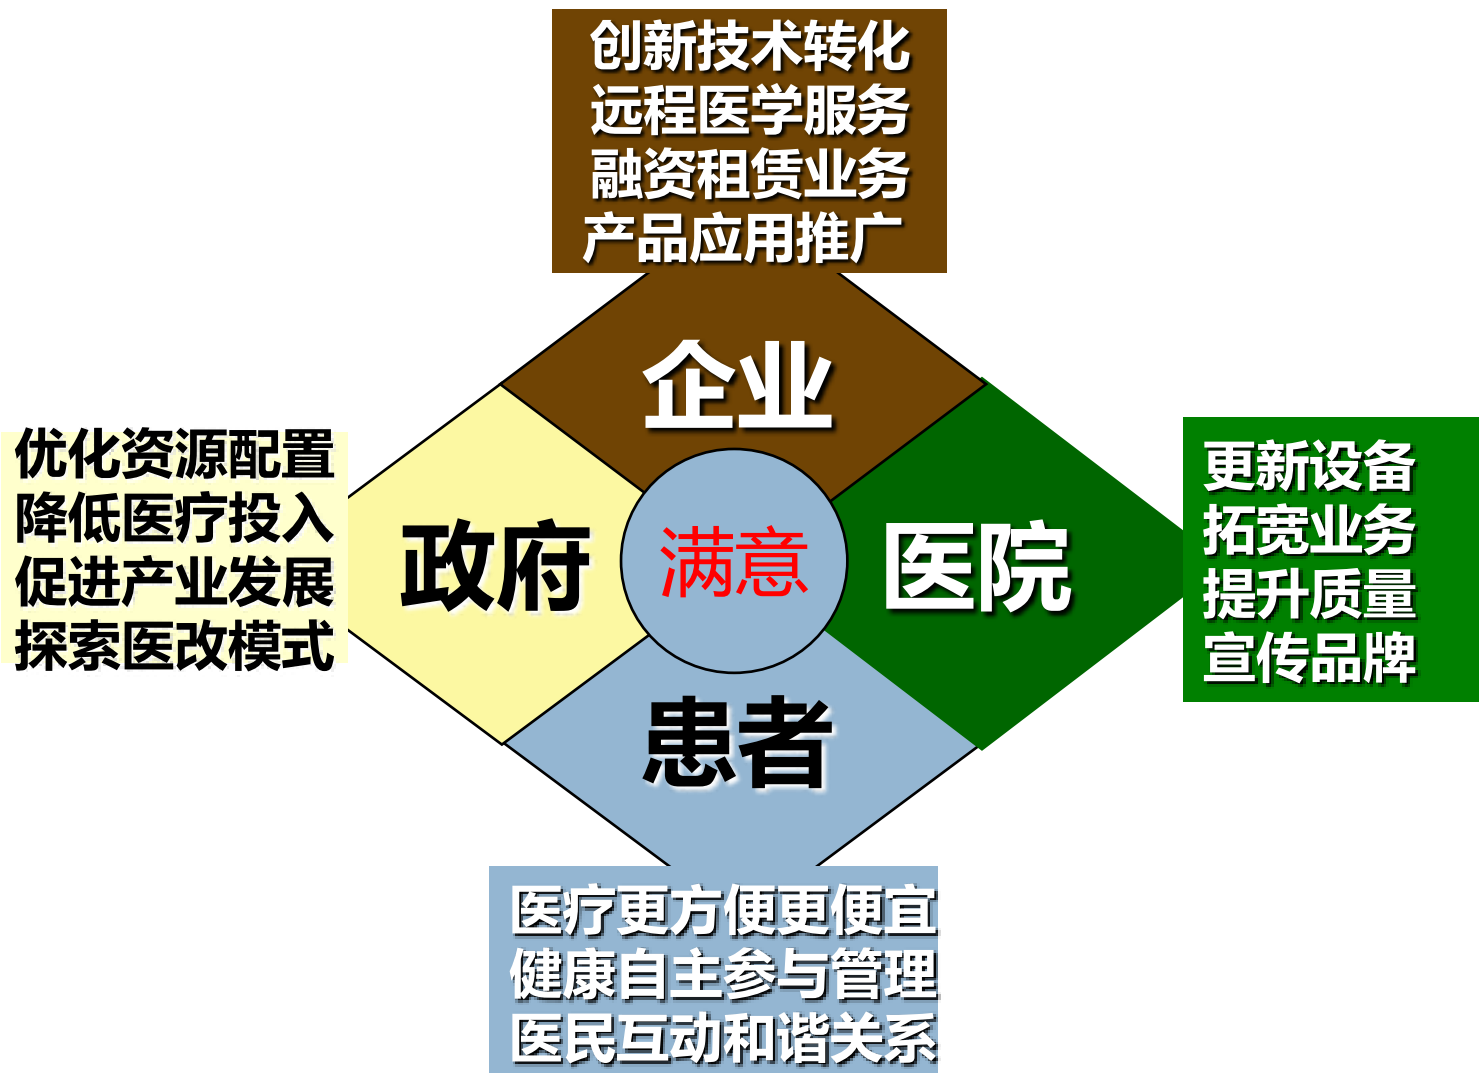 创新技术转化
远程医学服务
融资租赁业务
产品应用推广
企业
优化资源配置
降低医疗投入
促进产业发展
探索医改模式
政府
满意
医院
更新设备
拓宽业务
提升质量
宣传品牌
患者
医疗更方便更便宜
健康自主参与管理
医民互动和谐关系